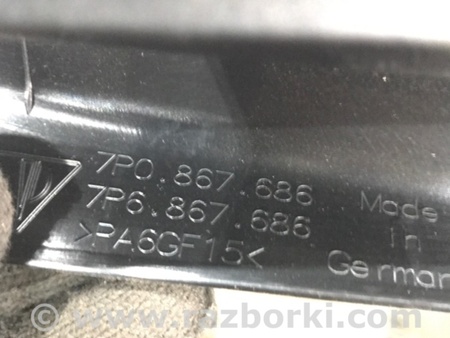 7P0.867.686
7P6.867.686
>PA6GF15<
Made
in
German
www.razborki.com